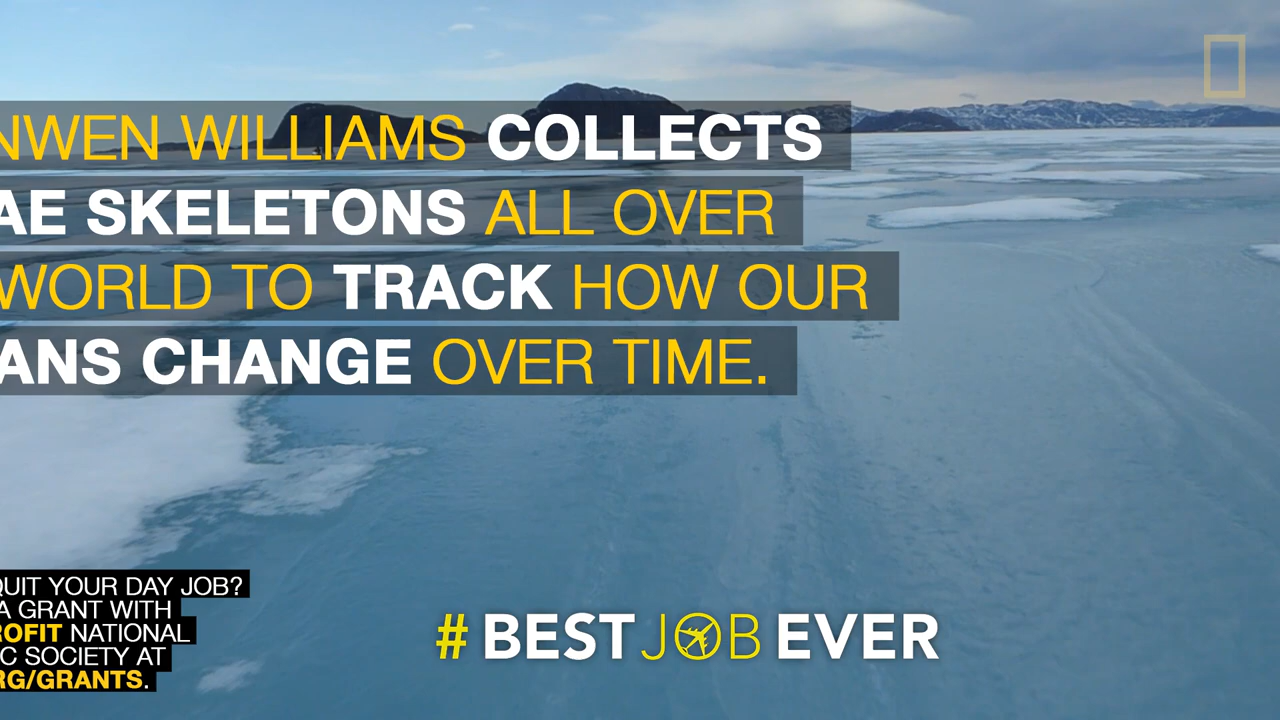 NWEN WILLIAMS COLLECTS
AE SKELETONS ALL OVER
WORLD TO TRACK HOW OUR
ANS CHANGE OVER TIME.
QUIT YOUR DAY JOB?
A GRANT WITH
ROFIT NATIONAL
C SOCIETY AT
RG/GRANTS.
# BEST JOB EVER